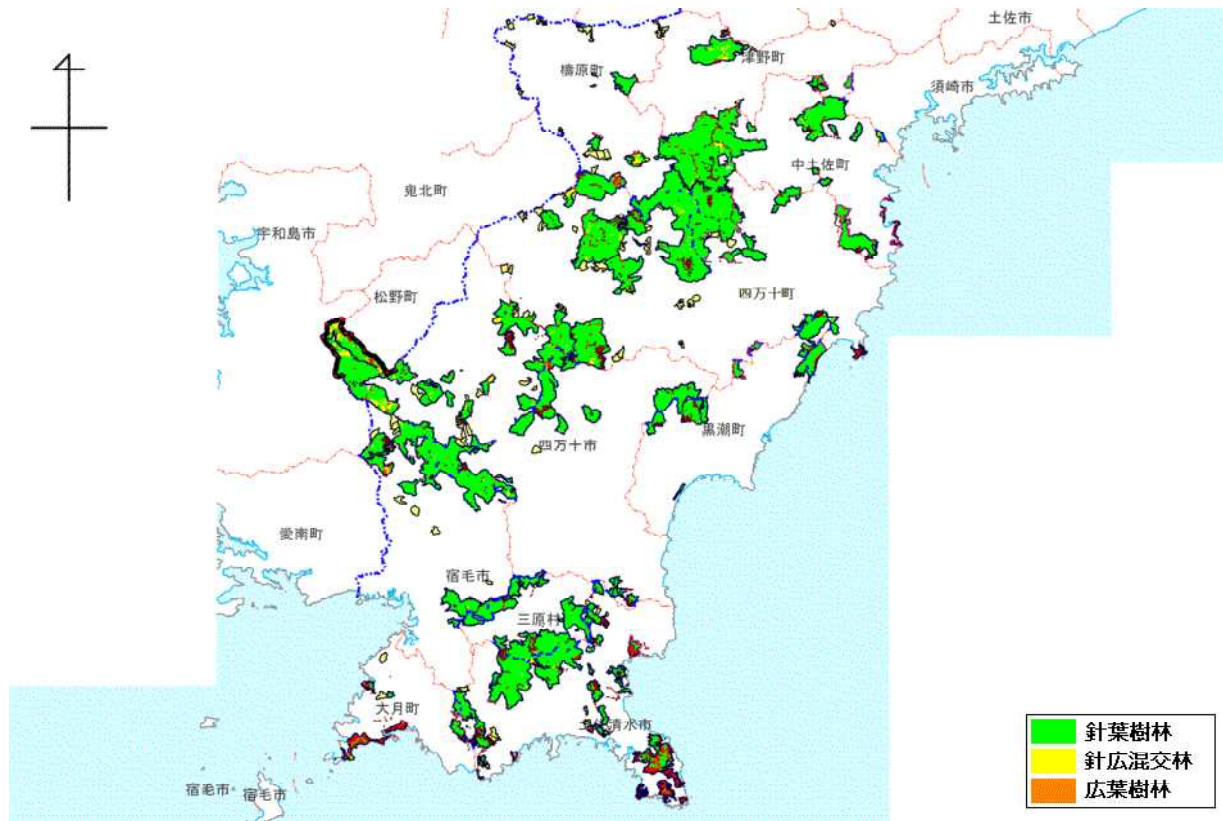 土佐市
津野町
梼原町
須崎市
中土佐町
鬼北町
宇和島市
四万十町
松野町
黒潮町
四万十市
愛南町
宿毛市
三原村
大月町
土佐清水市
宿毛市
宿毛市
針葉樹林
針広混交林
広葉樹林